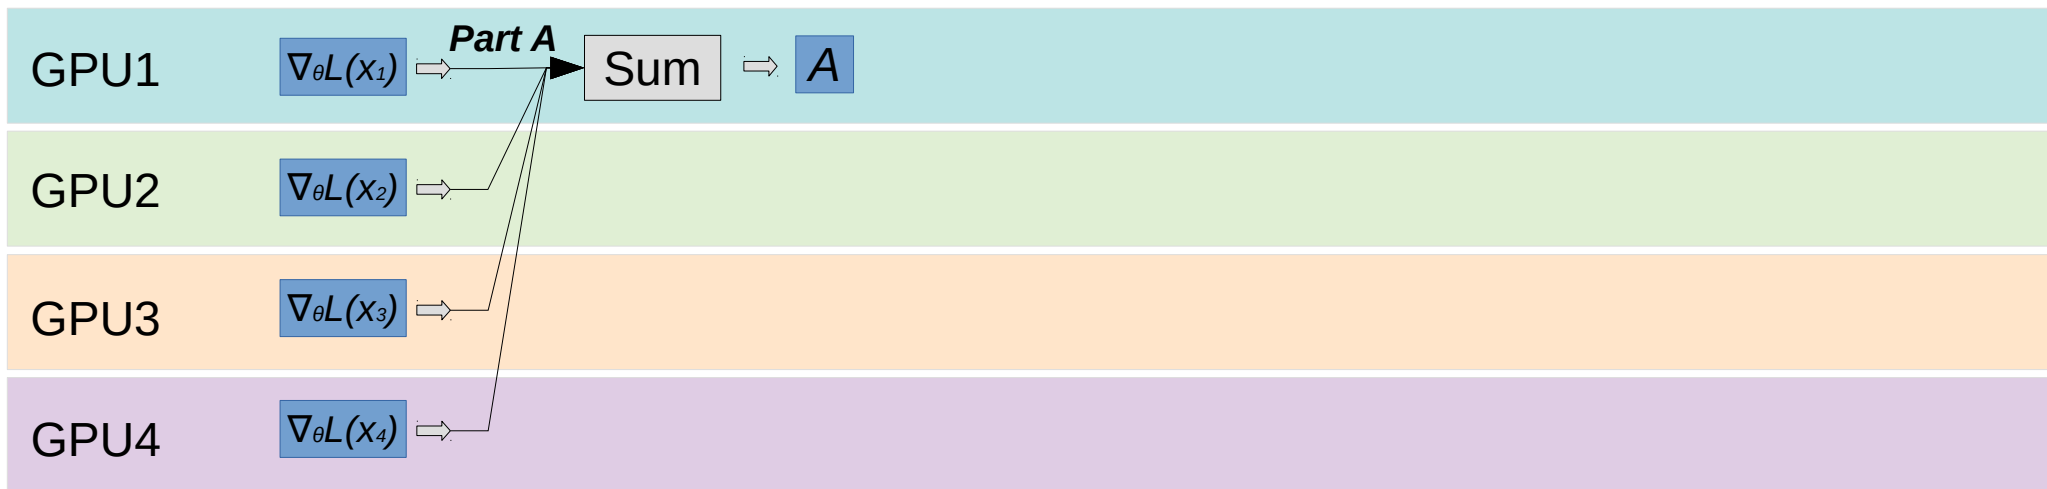 Part A
GPU1 ∇θL(x1) Sum A
GPU2 ∇θL(x2)
GPU3 ∇θL(x3)
GPU4 ∇θL(x4)